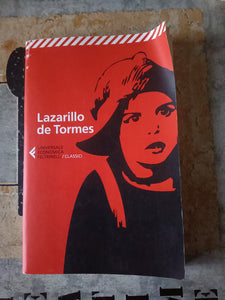 Lazarillo
de Tormes
UNIVERSALE
ECONOMICA
FELTRINELLI/CLASSICI